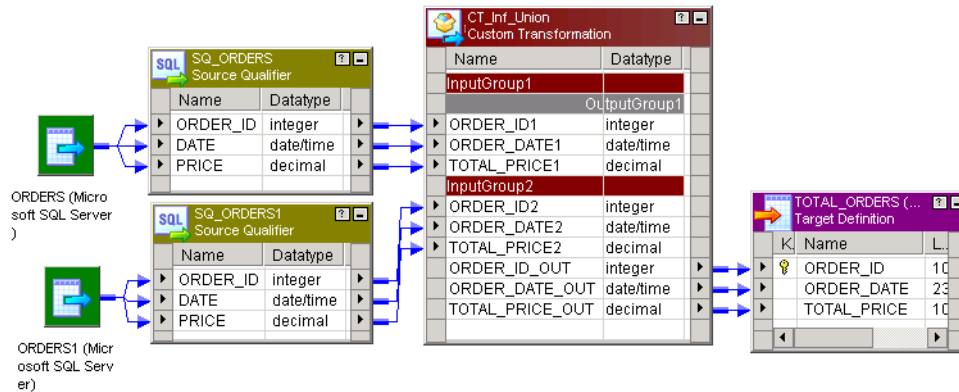 CT_Inf_Union
Custom Transformation
Name Datatype
InputGroup1
OutputGroup1
ORDER_ID1 integer
ORDER_DATE1 date/time
TOTAL_PRICE1 decimal
InputGroup2
ORDER_ID2 integer
ORDER_DATE2 date/time
TOTAL_PRICE2 decimal
ORDER_ID_OUT integer
ORDER_DATE_OUT date/time
TOTAL_PRICE_OUT decimal
SQL
SQ_ORDERS
Source Qualifier
Name Datatype
ORDER_ID integer
DATE date/time
PRICE decimal
ORDERS (Micro
soft SQL Server
)
SQL
SQ_ORDERS1
Source Qualifier
Name Datatype
ORDER_ID integer
DATE date/time
PRICE decimal
ORDERS1 (Micr
osoft SQL Serv
er)
TOTAL_ORDERS (...
Target Definition
K. Name L..
ORDER_ID 10
ORDER_DATE 23
TOTAL_PRICE 10